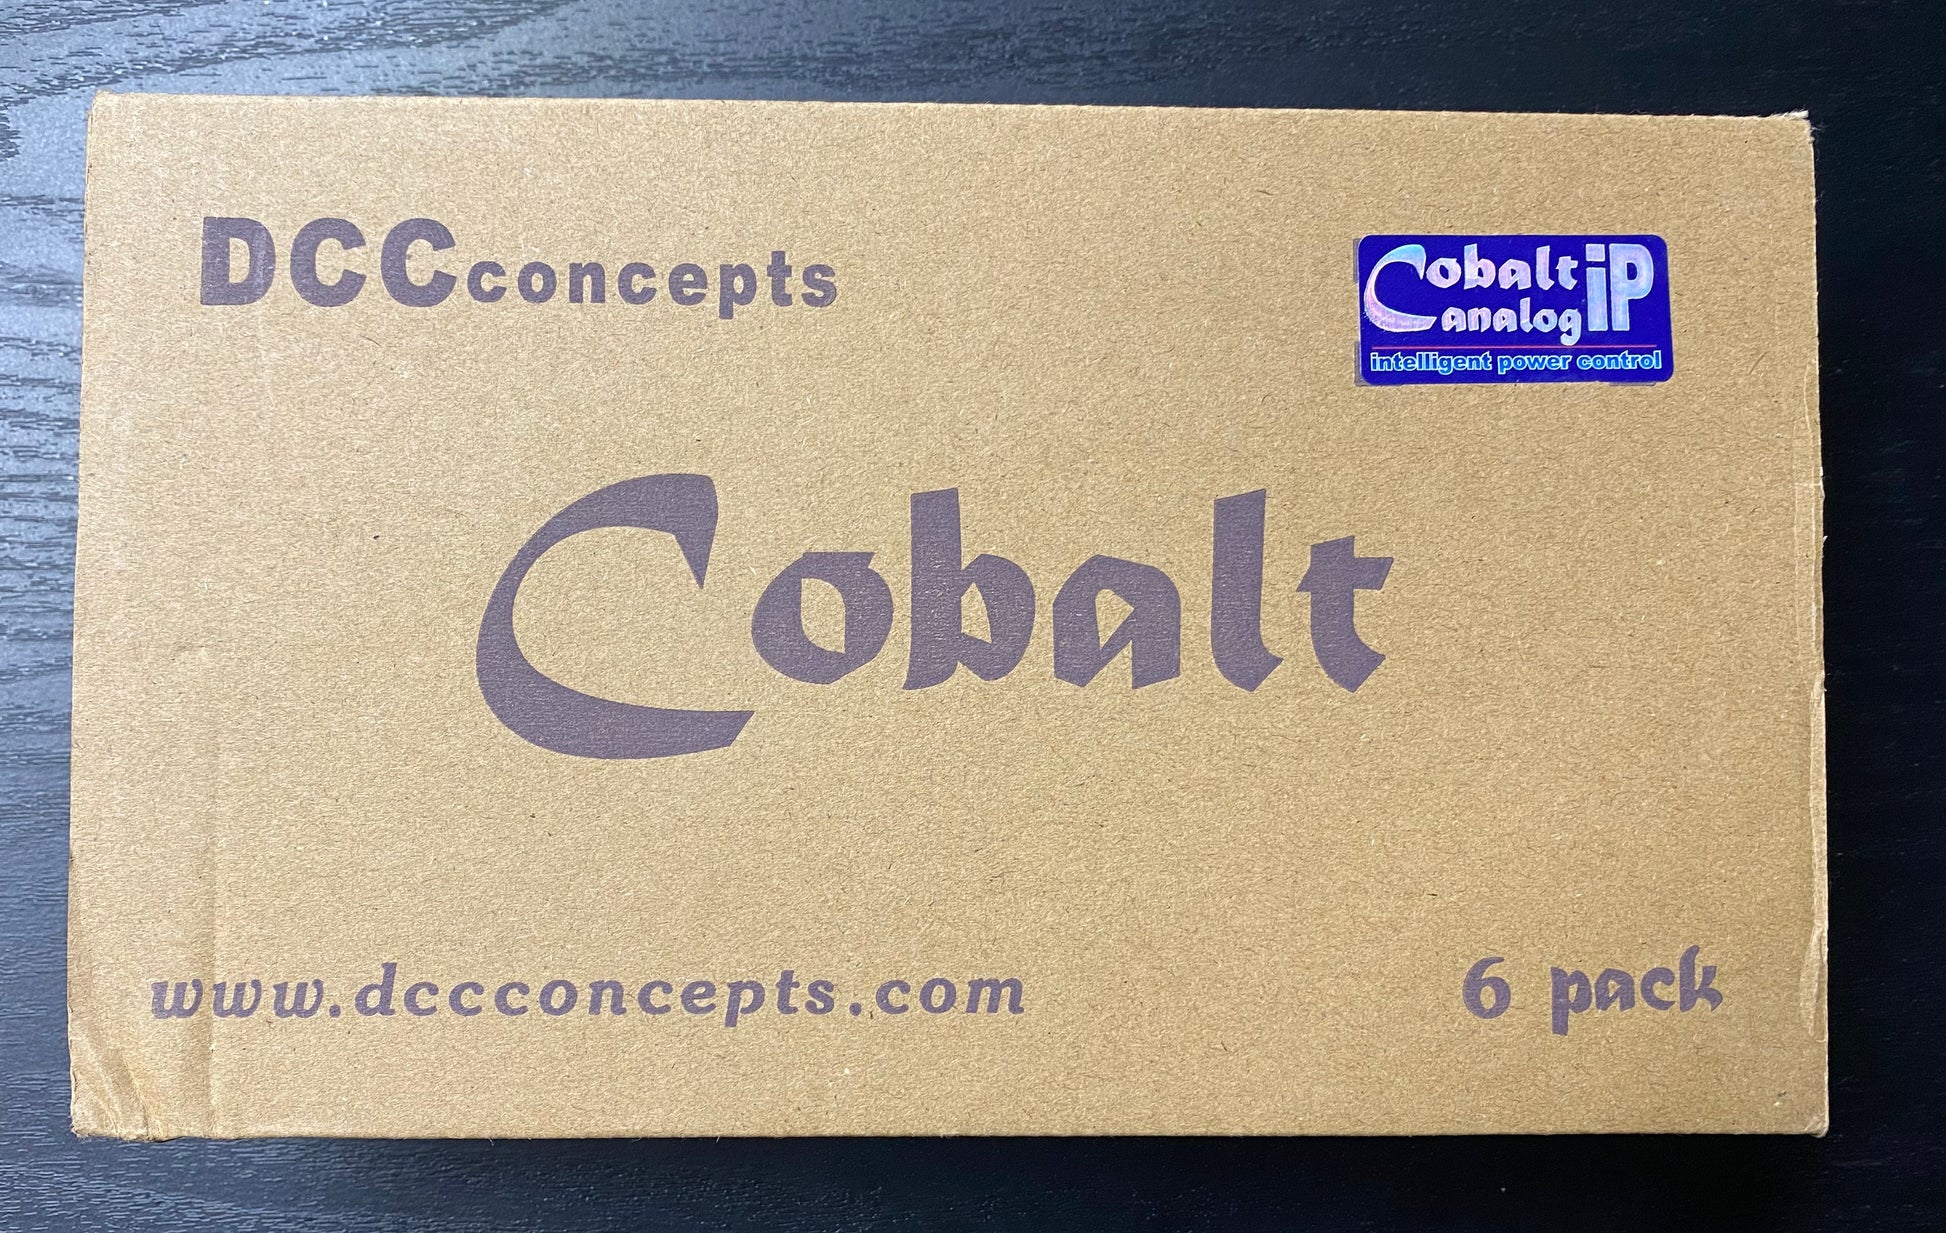 DCCconcepts
Cobalt iP
analog
intelligent power control
Cobalt
www.dccconcepts.com
6 pack